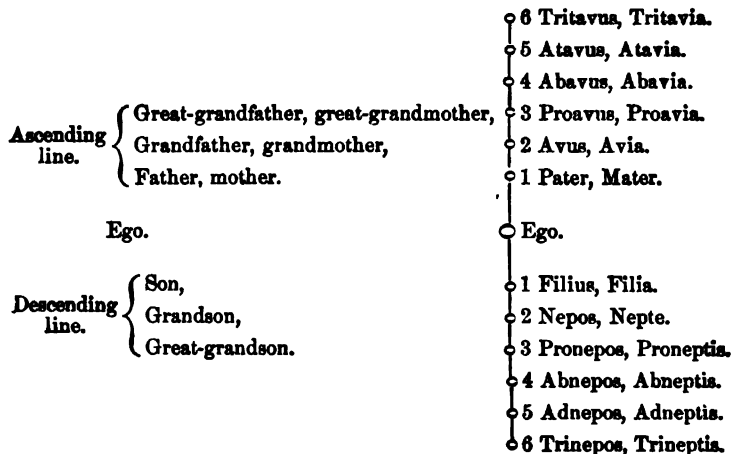 6 Tritavus, Tritavia.
5 Atavus, Atavia.
4 Abavus, Abavia.
Great-grandfather, great-grandmother, 3 Proavus, Proavia.
Ascending line.
Grandfather, grandmother, 2 Avus, Avia.
Father, mother. 1 Pater, Mater.
Ego. Ego.
Son, 1 Filius, Filia.
Descending line.
Grandson, 2 Nepos, Nepte.
Great-grandson. 3 Pronepos, Proneptis.
4 Abnepos, Abneptis.
5 Adnepos, Adneptis.
6 Trinepos, Trineptis.